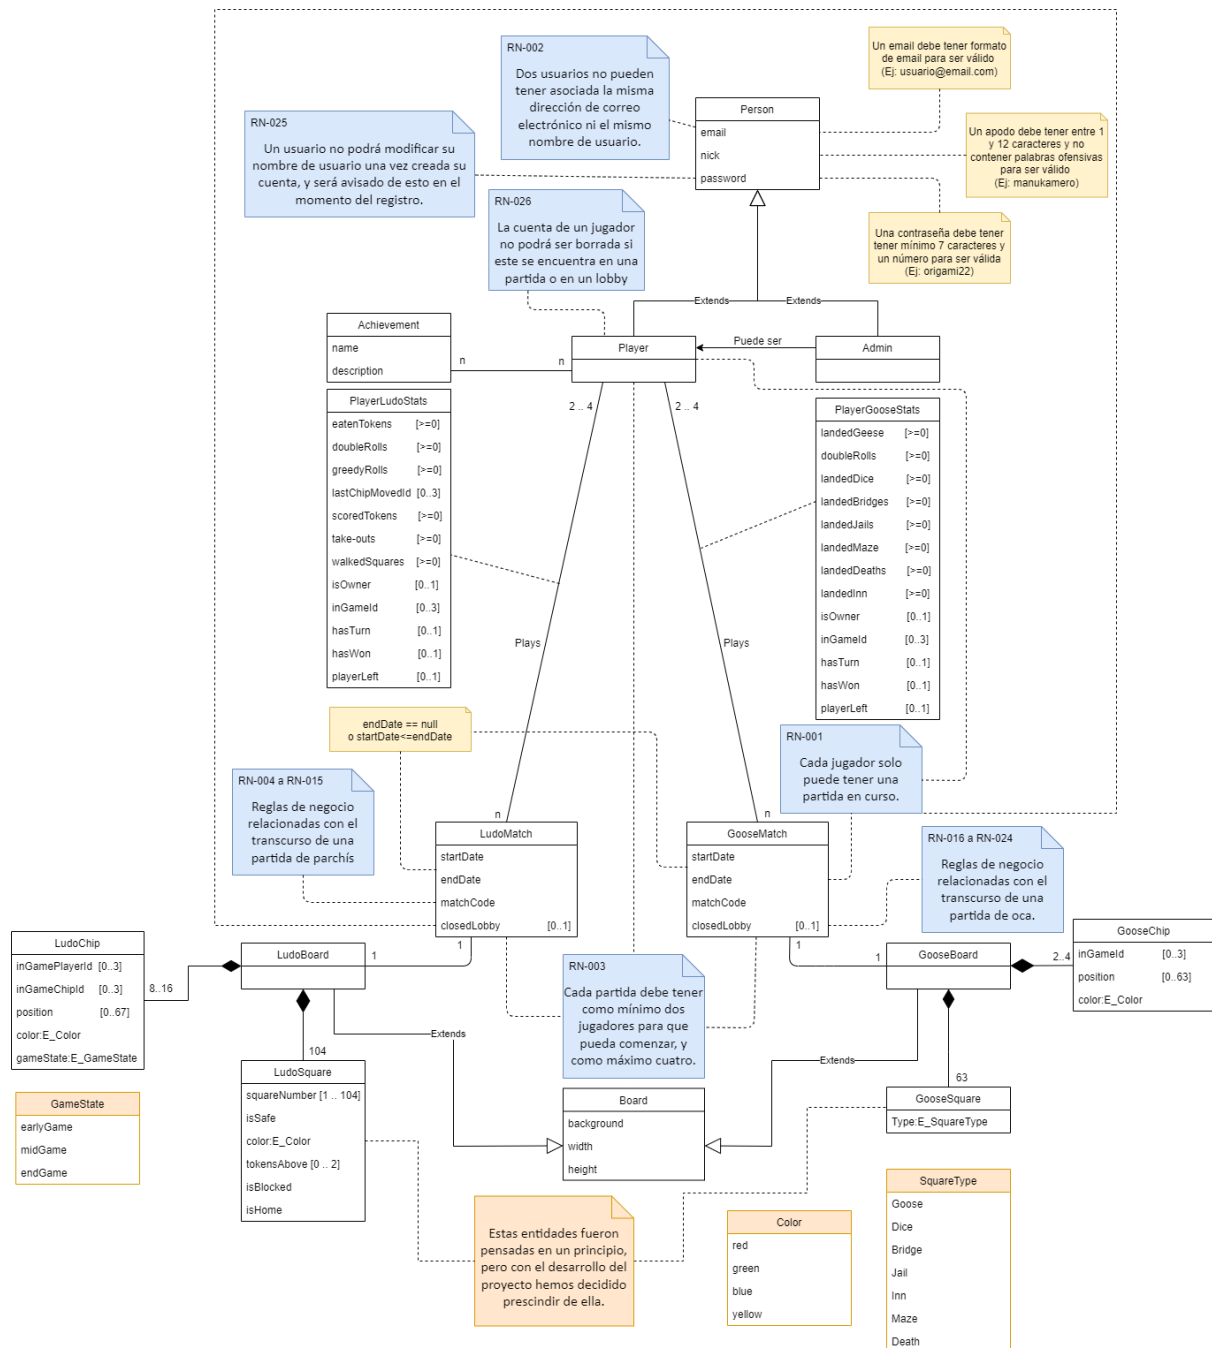 RN-002
Dos usuarios no pueden
tener asociada la misma
dirección de correo
electrónico ni el mismo
nombre de usuario.
Un email debe tener formato
de email para ser válido
(Ej: usuario@email.com)
Person
email
nick
password
RN-025
Un usuario no podrá modificar su
nombre de usuario una vez creada su
cuenta, y será avisado de esto en el
momento del registro.
Un apodo debe tener entre 1
y 12 caracteres y no
contener palabras ofensivas
para ser válido
(Ej: manukamero)
RN-026
La cuenta de un jugador
no podrá ser borrada si
este se encuentra en una
partida o en un lobby
Una contraseña debe tener
tener mínimo 7 caracteres y
un número para ser válida
(Ej: origami22)
Extends
Extends
Achievement
name
description
n
n
Player
Puede ser
Admin
2 .. 4
2 .. 4
PlayerLudoStats
eatenTokens [>=0]
doubleRolls [>=0]
greedyRolls [>=0]
lastChipMovedId [0..3]
scoredTokens [>=0]
take-outs [>=0]
walkedSquares [>=0]
isOwner [0..1]
inGameId [0..3]
hasTurn [0..1]
hasWon [0..1]
playerLeft [0..1]
PlayerGooseStats
landedGeese [>=0]
doubleRolls [>=0]
landedDice [>=0]
landedBridges [>=0]
landedJails [>=0]
landedMaze [>=0]
landedDeaths [>=0]
landedInn [>=0]
isOwner [0..1]
inGameId [0..3]
hasTurn [0..1]
hasWon [0..1]
playerLeft [0..1]
Plays
Plays
endDate == null
o startDate<=endDate
RN-001
Cada jugador solo
puede tener una
partida en curso.
RN-004 a RN-015
Reglas de negocio
relacionadas con el
transcurso de una
partida de parchís
n
n
LudoMatch
startDate
endDate
matchCode
closedLobby [0..1]
GooseMatch
startDate
endDate
matchCode
closedLobby [0..1]
RN-016 a RN-024
Reglas de negocio
relacionadas con el
transcurso de una
partida de oca.
LudoChip
inGamePlayerId [0..3]
inGameChipId [0..3]
position [0..67]
color:E_Color
gameState:E_GameState
8..16
LudoBoard
1
1
RN-003
Cada partida debe tener
como mínimo dos
jugadores para que
pueda comenzar, y
como máximo cuatro.
1
1
GooseBoard
2..4
GooseChip
inGameId [0..3]
position [0..63]
color:E_Color
Extends
Extends
104
63
LudoSquare
squareNumber [1 .. 104]
isSafe
color:E_Color
tokensAbove [0 .. 2]
isBlocked
isHome
GameState
earlyGame
midGame
endGame
Board
background
width
height
GooseSquare
Type:E_SquareType
Estas entidades fueron
pensadas en un principio,
pero con el desarrollo del
proyecto hemos decidido
prescindir de ella.
Color
red
green
blue
yellow
SquareType
Goose
Dice
Bridge
Jail
Inn
Maze
Death